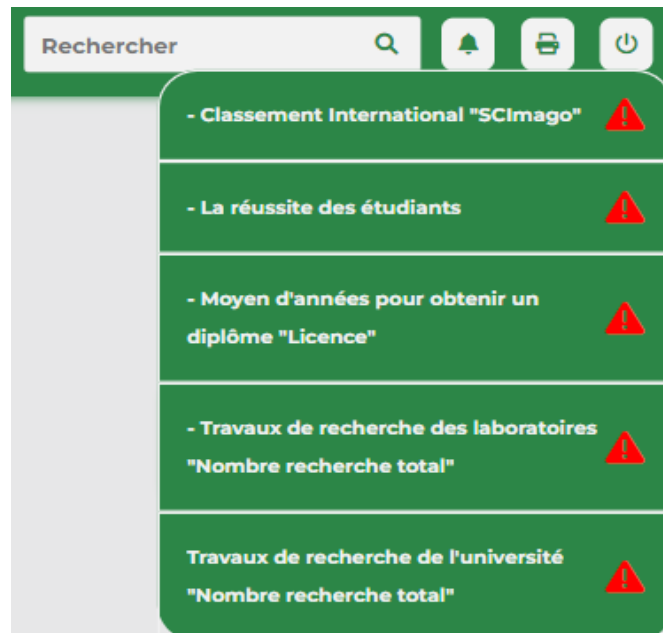 Rechercher
- Classement International "SCImago"
- La réussite des étudiants
- Moyen d'années pour obtenir un
diplôme "Licence"
- Travaux de recherche des laboratoires
"Nombre recherche total"
Travaux de recherche de l'université
"Nombre recherche total"